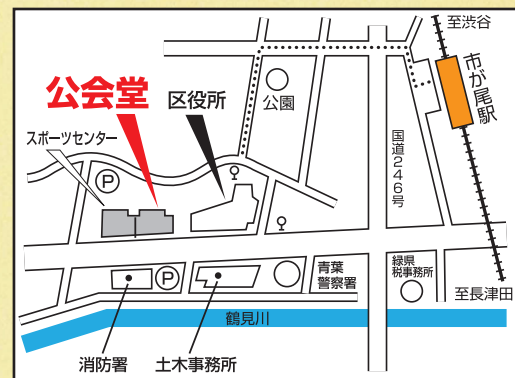 至渋谷
市が尾駅
公園
公会堂
区役所
スポーツセンター
P
国道246号
P
青葉
警察署
緑県
税事務所
至長津田
鶴見川
消防署
土木事務所